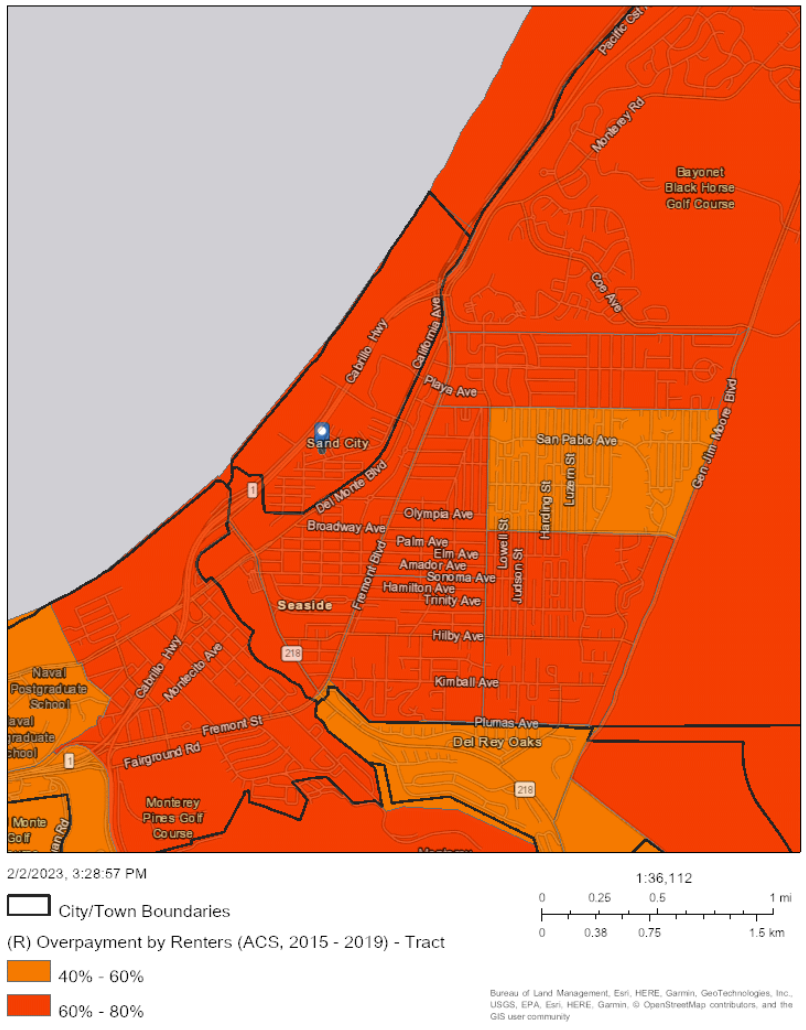 Pacific Cst
Monterey Rd
Bayonet
Black Horse
Golf Course
Coe Ave
California Ave
Cabrillo Hwy
Playa Ave
Gen Jim Moore Blvd
Sand City
San Pablo Ave
Luzern St
Harding St
1
Del Monte Blvd
Olympia Ave
Broadway Ave
Lowell St
Judson St
Palm Ave
Elm Ave
Amador Ave
Sonoma Ave
Hamilton Ave
Trinity Ave
Fremont Blvd
Seaside
Hilby Ave
218
Cabrillo Hwy
Montecito Ave
Naval
Postgraduate
School
Kimball Ave
Naval
graduate
chool
Fremont St
Plumas Ave
Del Rey Oaks
1
Fairground Rd
218
Monterey
Pines Golf
Course
Monte
Golf
an Rd
Monterey
2/2/2023, 3:28:57 PM
City/Town Boundaries
(R) Overpayment by Renters (ACS, 2015 - 2019) - Tract
40% - 60%
60% - 80%
1:36,112
0 0.25 0.5 1 mi
0 0.38 0.75 1.5 km
Bureau of Land Management, Esri, HERE, Garmin, GeoTechnologies, Inc.,
USGS, EPA, Esri, HERE, Garmin, © OpenStreetMap contributors, and the
GIS user community